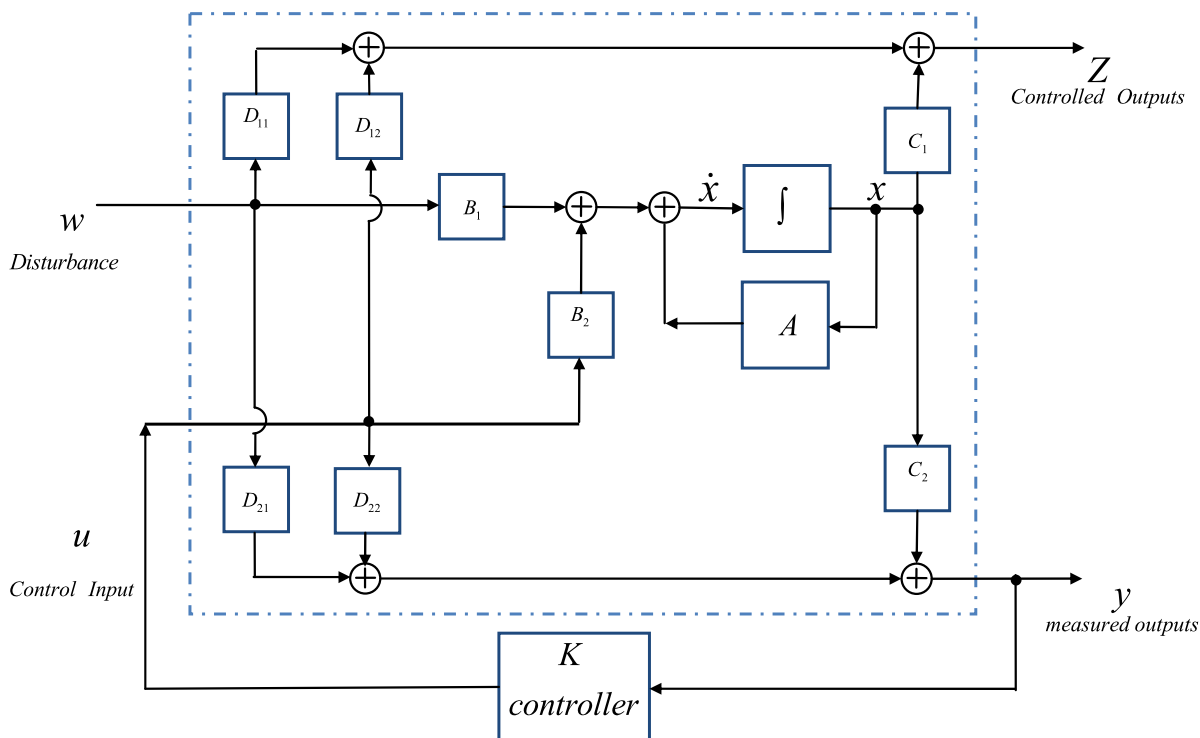 D₁₁
D₁₂
Z
Controlled Outputs
C₁
w
Disturbance
B₁
ẋ
∫
x
B₂
A
D₂₁
D₂₂
C₂
u
Control Input
y
measured outputs
K
controller